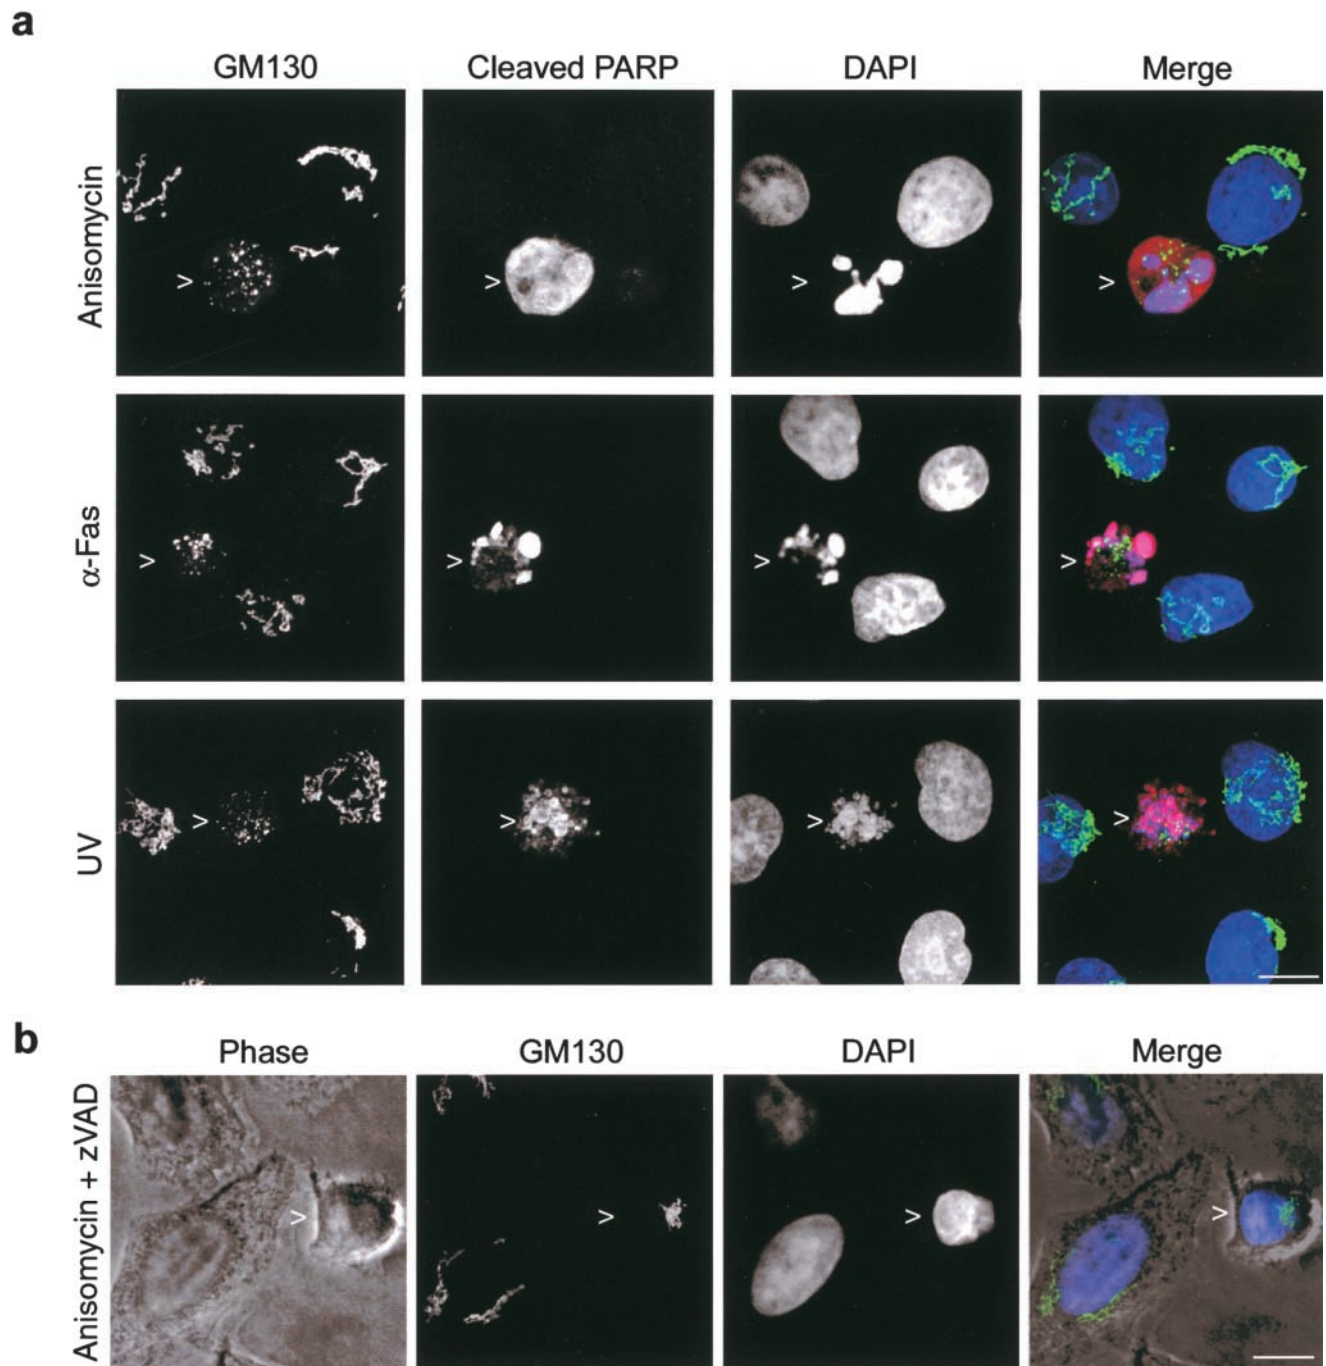 a
GM130 Cleaved PARP DAPI Merge
Anisomycin
>
>
>
>
α-Fas
>
>
>
>
UV
>
>
>
>
b
Phase GM130 DAPI Merge
Anisomycin + zVAD
>
>
>
>